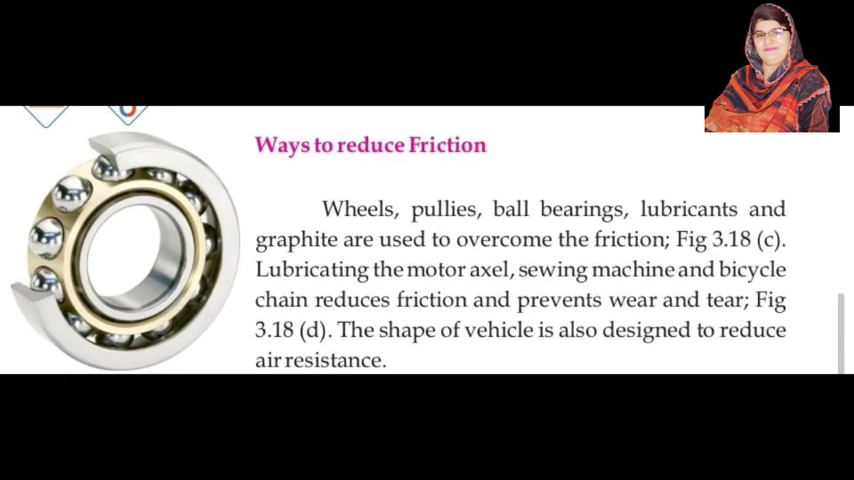 Ways to reduce Friction
Wheels, pullies, ball bearings, lubricants and
graphite are used to overcome the friction; Fig 3.18 (c).
Lubricating the motor axel, sewing machine and bicycle
chain reduces friction and prevents wear and tear; Fig
3.18 (d). The shape of vehicle is also designed to reduce
air resistance.